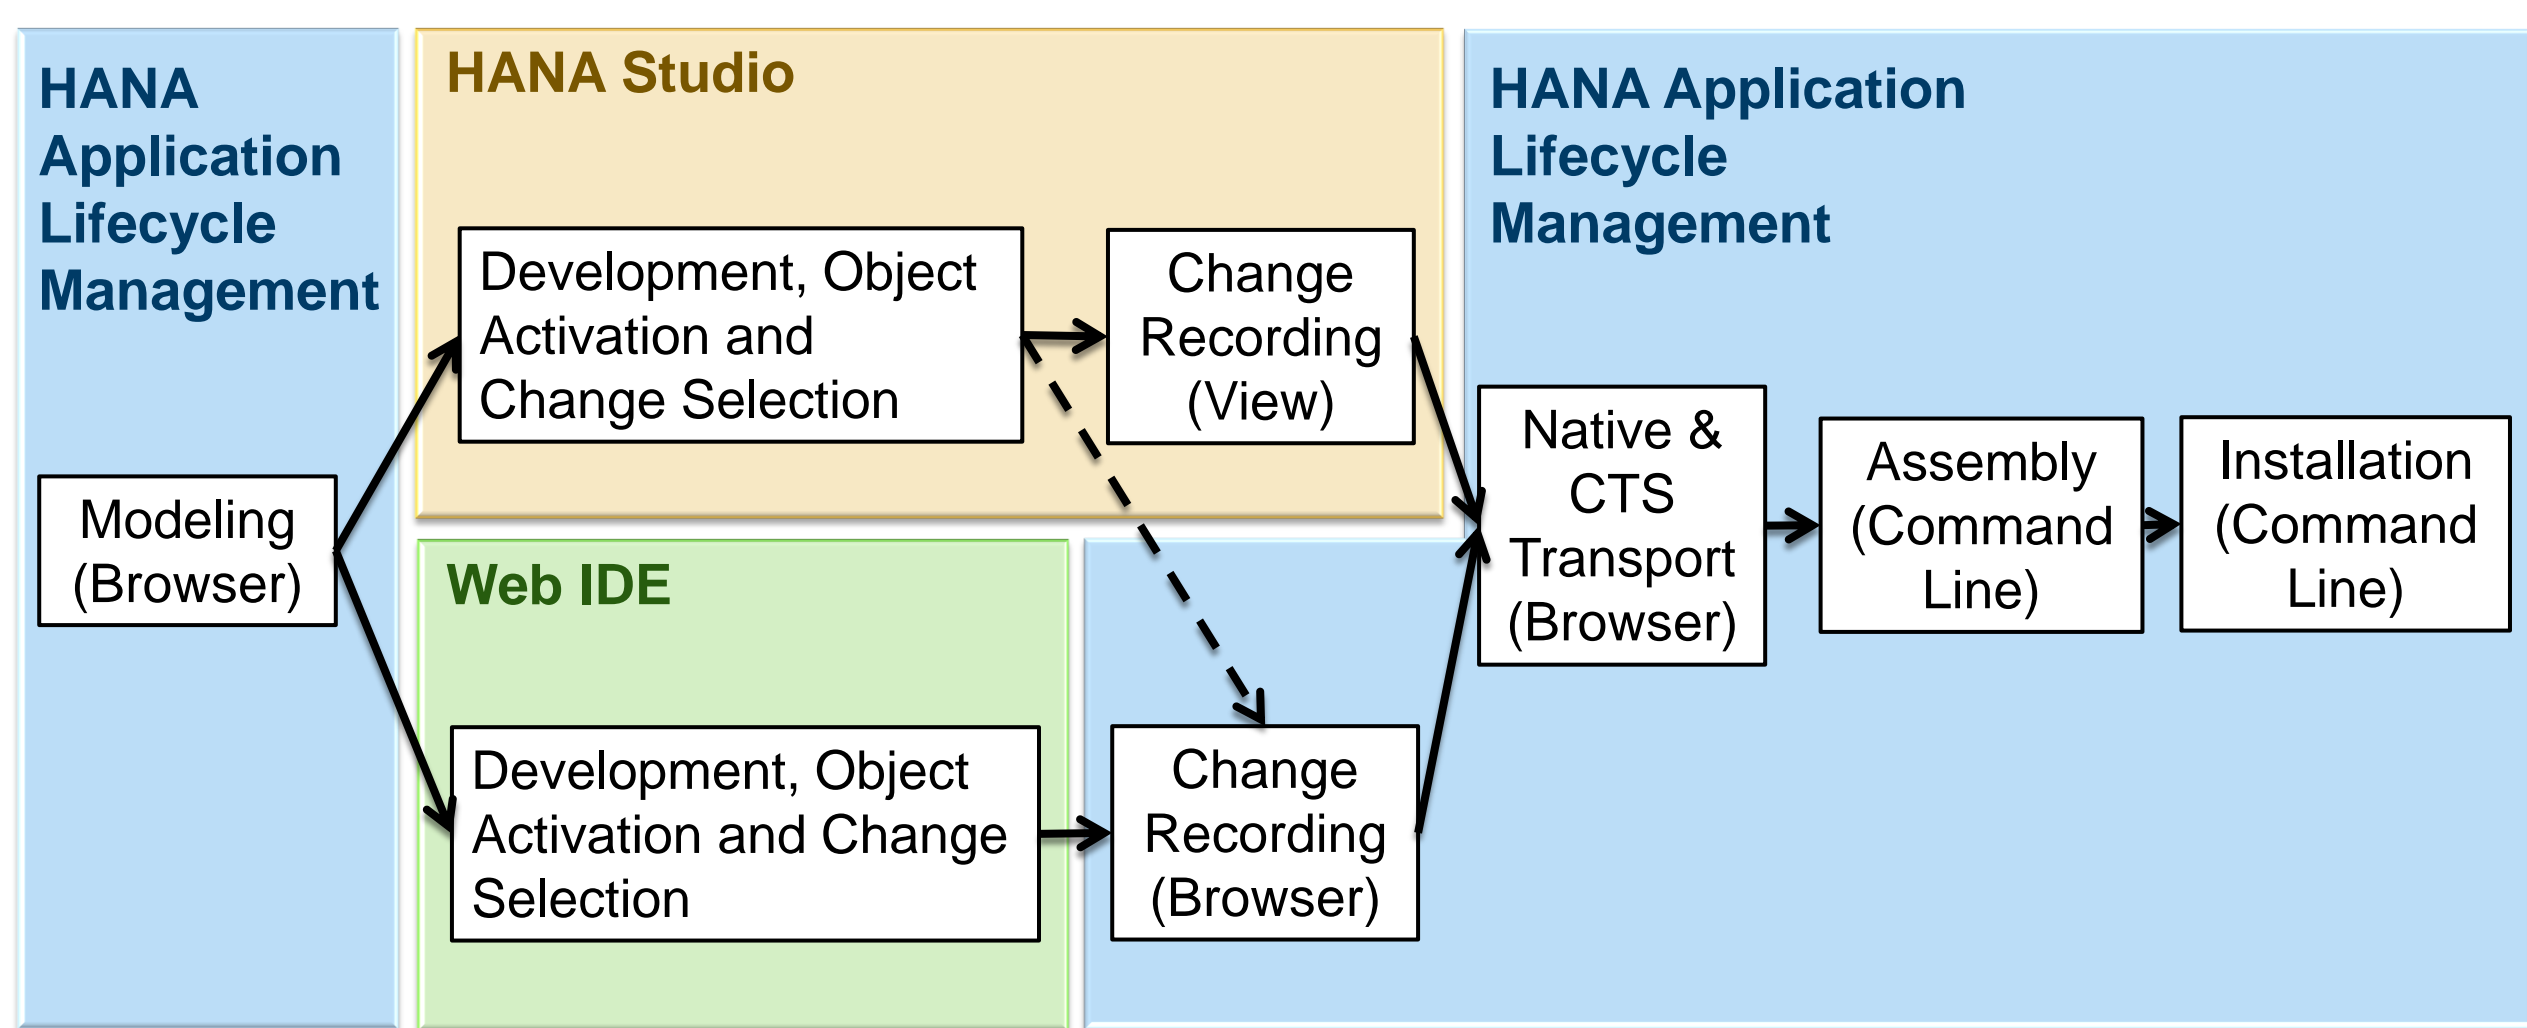 HANA
Application
Lifecycle
Management
Modeling
(Browser)
HANA Studio
Development, Object
Activation and
Change Selection
Change
Recording
(View)
Web IDE
Development, Object
Activation and Change
Selection
Change
Recording
(Browser)
HANA Application
Lifecycle
Management
Native &
CTS
Transport
(Browser)
Assembly
(Command
Line)
Installation
(Command
Line)